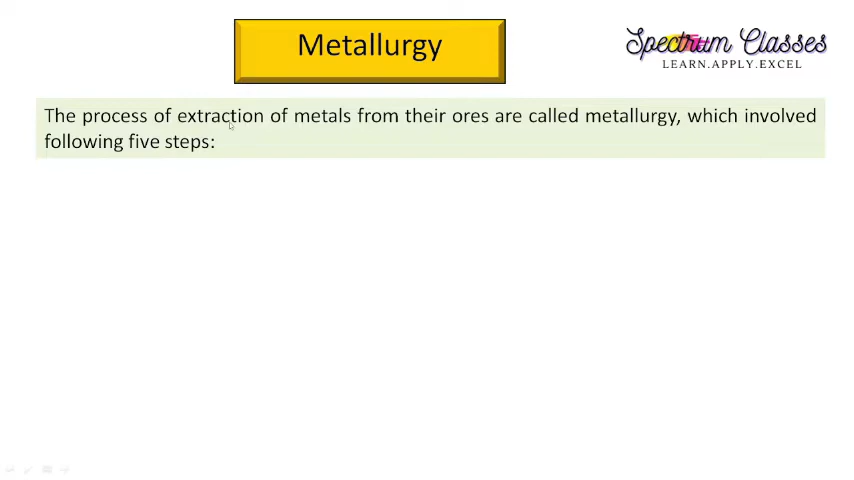 Metallurgy
Spectrum Classes
LEARN.APPLY.EXCEL
The process of extraction of metals from their ores are called metallurgy, which involved
following five steps: